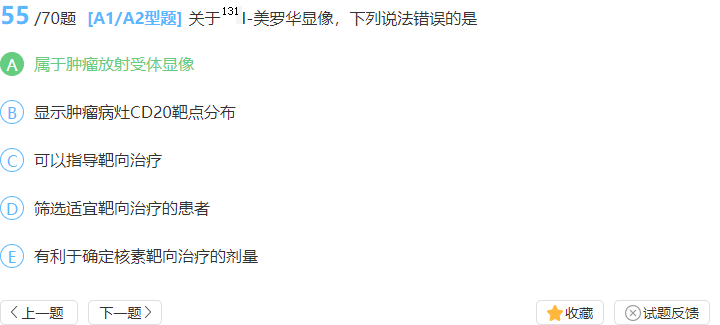 55 /70题 [A1/A2型题] 关于¹³¹I-美罗华显像，下列说法错误的是
A 属于肿瘤放射受体显像
B 显示肿瘤病灶CD20靶点分布
C 可以指导靶向治疗
D 筛选适宜靶向治疗的患者
E 有利于确定核素靶向治疗的剂量
上一题 下一题 收藏 试题反馈